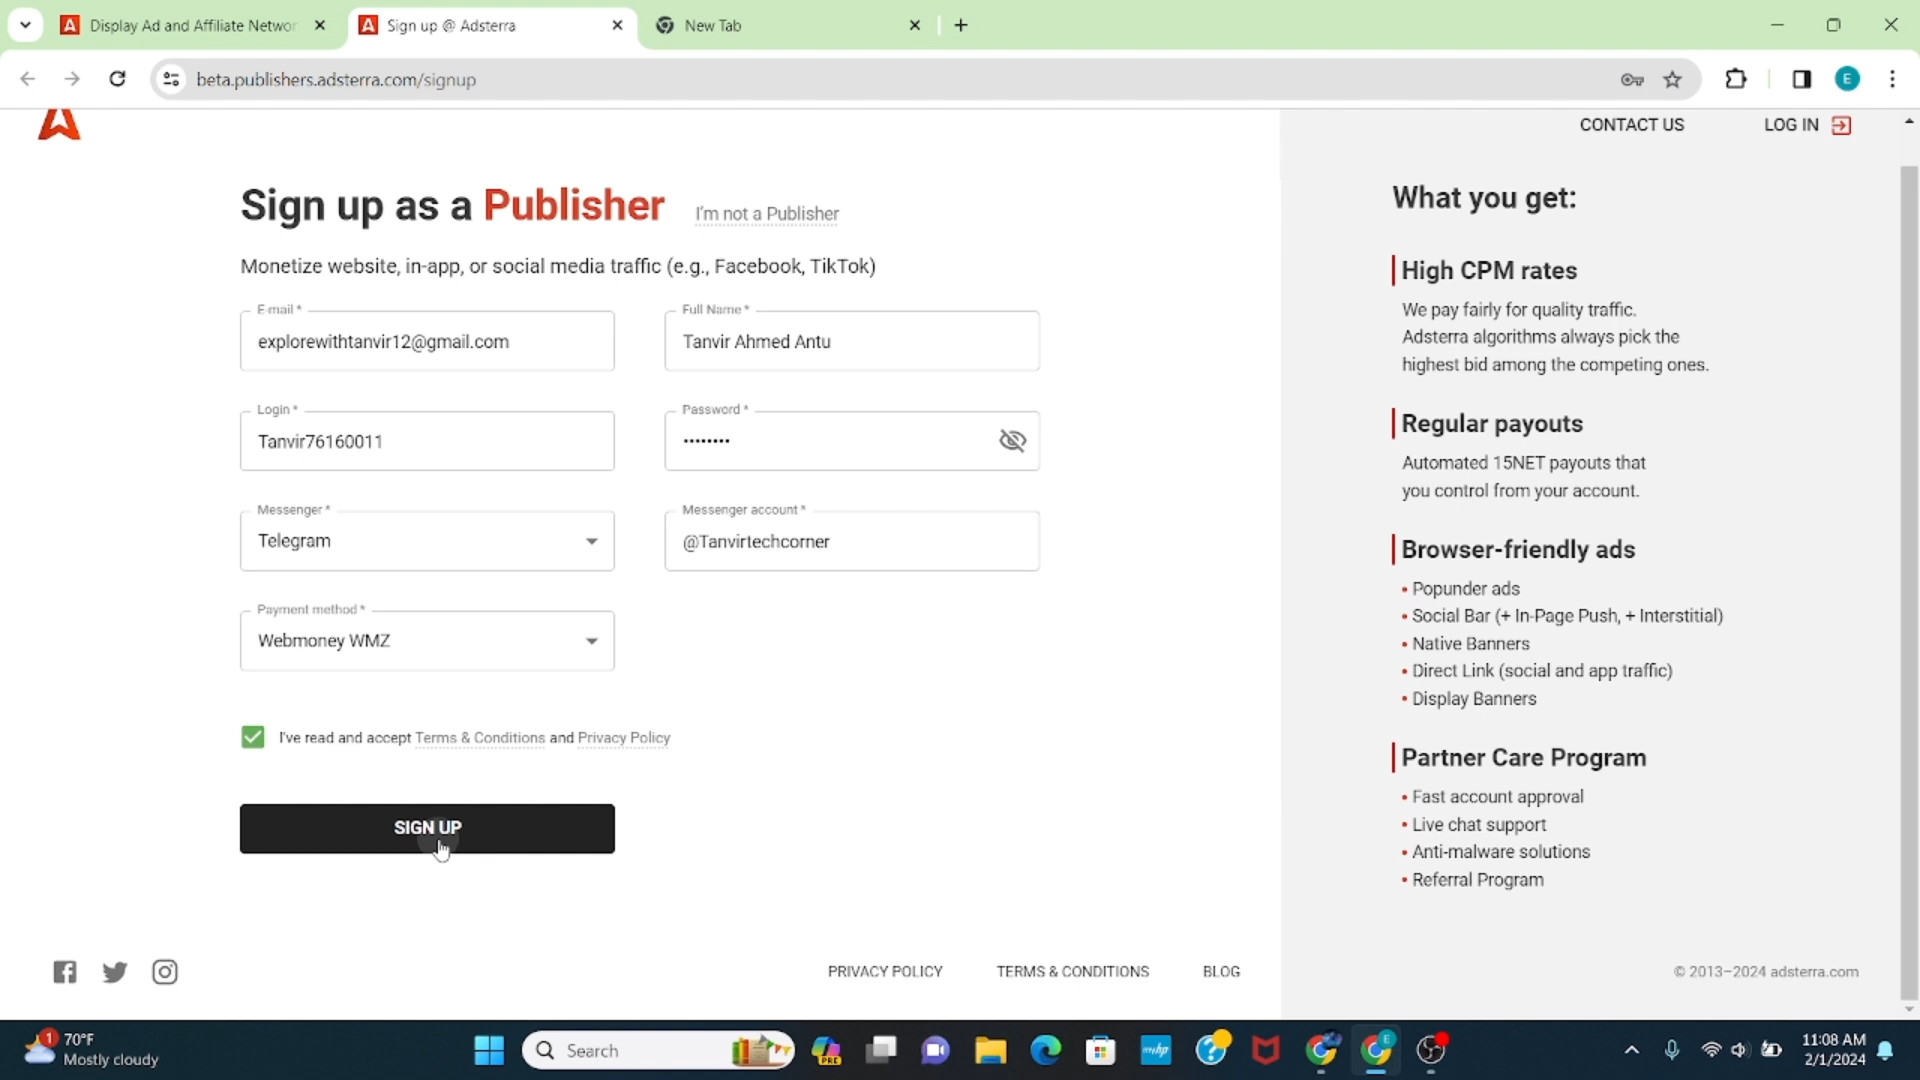 Display Ad and Affiliate Networ
Sign up @ Adsterra
New Tab
beta.publishers.adsterra.com/signup
E
CONTACT US
LOG IN
Sign up as a Publisher
I'm not a Publisher
Monetize website, in-app, or social media traffic (e.g., Facebook, TikTok)
E-mail *
explorewithtanvir12@gmail.com
Full Name *
Tanvir Ahmed Antu
Login *
Tanvir76160011
Password *
••••••••
Messenger *
Telegram
Messenger account *
@Tanvirtechcorner
Payment method *
Webmoney WMZ
I've read and accept Terms & Conditions and Privacy Policy
SIGN UP
What you get:
High CPM rates
We pay fairly for quality traffic.
Adsterra algorithms always pick the
highest bid among the competing ones.
Regular payouts
Automated 15NET payouts that
you control from your account.
Browser-friendly ads
• Popunder ads
• Social Bar (+ In-Page Push, + Interstitial)
• Native Banners
• Direct Link (social and app traffic)
• Display Banners
Partner Care Program
• Fast account approval
• Live chat support
• Anti-malware solutions
• Referral Program
PRIVACY POLICY
TERMS & CONDITIONS
BLOG
© 2013–2024 adsterra.com
1
70°F
Mostly cloudy
Search
PRE
myhp
E
11:08 AM
2/1/2024